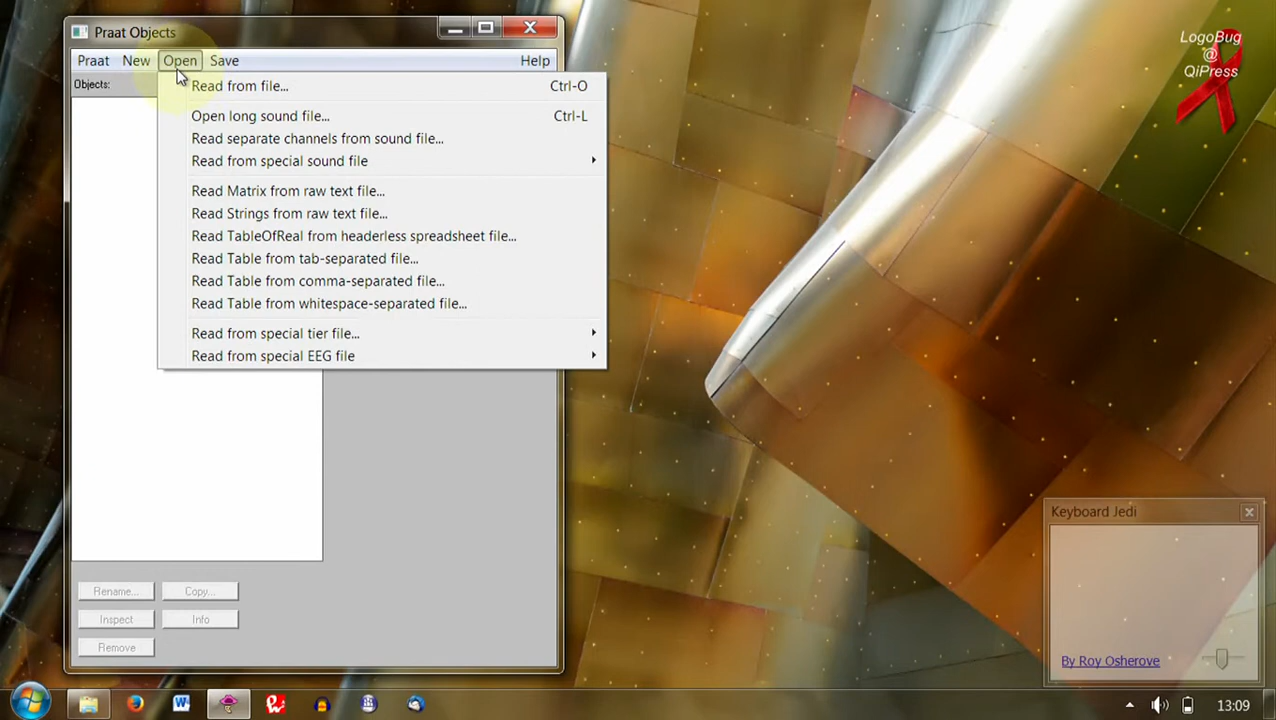 Praat Objects
Praat New Open Save Help
Objects:
Read from file... Ctrl-O
Open long sound file... Ctrl-L
Read separate channels from sound file...
Read from special sound file
Read Matrix from raw text file...
Read Strings from raw text file...
Read TableOfReal from headerless spreadsheet file...
Read Table from tab-separated file...
Read Table from comma-separated file...
Read Table from whitespace-separated file...
Read from special tier file...
Read from special EEG file
Rename... Copy...
Inspect Info
Remove
LogoBug
@
QiPress
Keyboard Jedi
By Roy Osherove
13:09